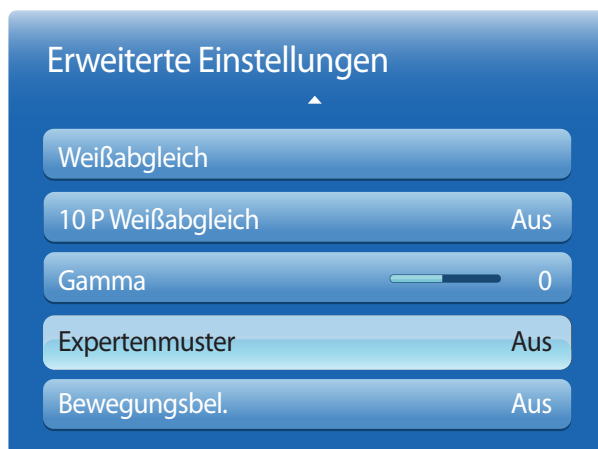 Erweiterte Einstellungen
Weißabgleich
10 P Weißabgleich Aus
Gamma 0
Expertenmuster Aus
Bewegungsbel. Aus